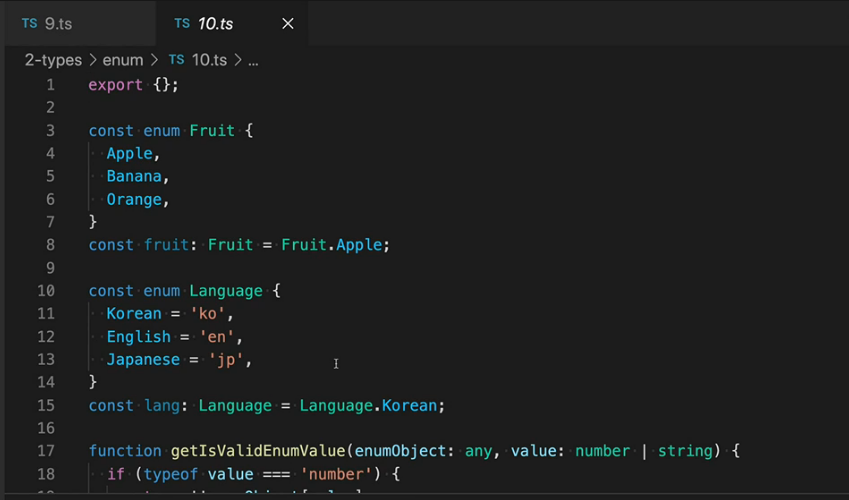 TS 9.ts TS 10.ts
2-types > enum > TS 10.ts > ...
1 export {};
2
3 const enum Fruit {
4 Apple,
5 Banana,
6 Orange,
7 }
8 const fruit: Fruit = Fruit.Apple;
9
10 const enum Language {
11 Korean = 'ko',
12 English = 'en',
13 Japanese = 'jp',
14 }
15 const lang: Language = Language.Korean;
16
17 function getIsValidEnumValue(enumObject: any, value: number | string) {
18 if (typeof value === 'number') {